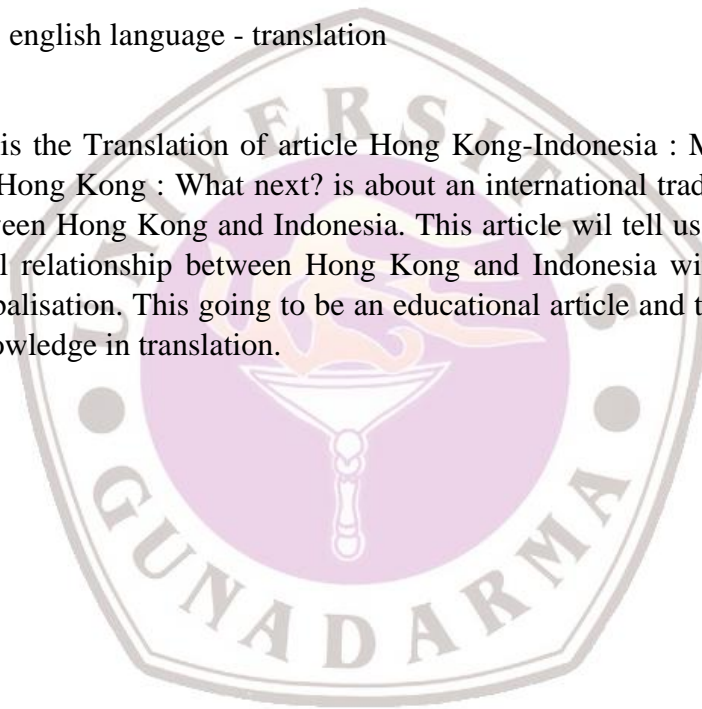 english language - translation
is the Translation of article Hong Kong-Indonesia : M
Hong Kong : What next? is about an international trad
een Hong Kong and Indonesia. This article wil tell us
l relationship between Hong Kong and Indonesia wi
balisation. This going to be an educational article and t
owledge in translation.
UNIVERSITAS
GUNADARMA